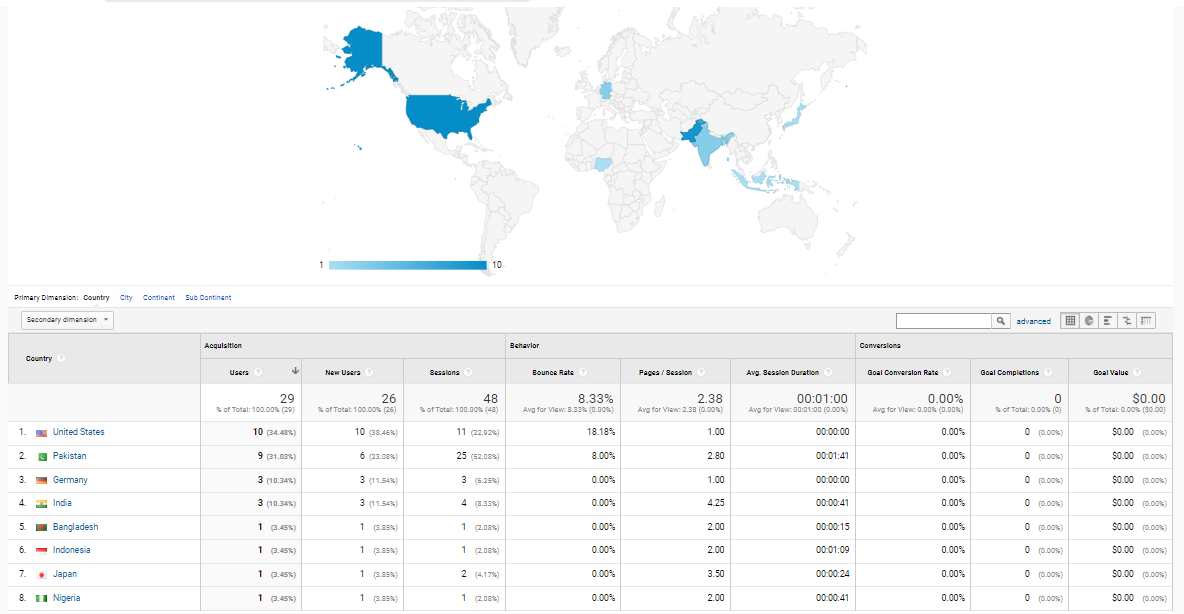 1 10
Primary Dimension: Country City Continent Sub Continent
Secondary dimension
advanced
Country ? Acquisition Behavior Conversions
Users ? New Users ? Sessions ? Bounce Rate ? Pages / Session ? Avg. Session Duration ? Goal Conversion Rate ? Goal Completions ? Goal Value ?
29 26 48 8.33% 2.38 00:01:00 0.00% 0 $0.00
% of Total: 100.00% (29) % of Total: 100.00% (26) % of Total: 100.00% (48) Avg for View: 8.33% (0.00%) Avg for View: 2.38 (0.00%) Avg for View: 00:01:00 (0.00%) Avg for View: 0.00% (0.00%) % of Total: 0.00% (0) % of Total: 0.00% ($0.00)
1. United States 10 (34.48%) 10 (38.46%) 11 (22.92%) 18.18% 1.00 00:00:00 0.00% 0 (0.00%) $0.00 (0.00%)
2. Pakistan 9 (31.03%) 6 (23.08%) 25 (52.08%) 8.00% 2.80 00:01:41 0.00% 0 (0.00%) $0.00 (0.00%)
3. Germany 3 (10.34%) 3 (11.54%) 3 (6.25%) 0.00% 1.00 00:00:00 0.00% 0 (0.00%) $0.00 (0.00%)
4. India 3 (10.34%) 3 (11.54%) 4 (8.33%) 0.00% 4.25 00:00:41 0.00% 0 (0.00%) $0.00 (0.00%)
5. Bangladesh 1 (3.45%) 1 (3.85%) 1 (2.08%) 0.00% 2.00 00:00:15 0.00% 0 (0.00%) $0.00 (0.00%)
6. Indonesia 1 (3.45%) 1 (3.85%) 1 (2.08%) 0.00% 2.00 00:01:09 0.00% 0 (0.00%) $0.00 (0.00%)
7. Japan 1 (3.45%) 1 (3.85%) 2 (4.17%) 0.00% 3.50 00:00:24 0.00% 0 (0.00%) $0.00 (0.00%)
8. Nigeria 1 (3.45%) 1 (3.85%) 1 (2.08%) 0.00% 2.00 00:00:41 0.00% 0 (0.00%) $0.00 (0.00%)